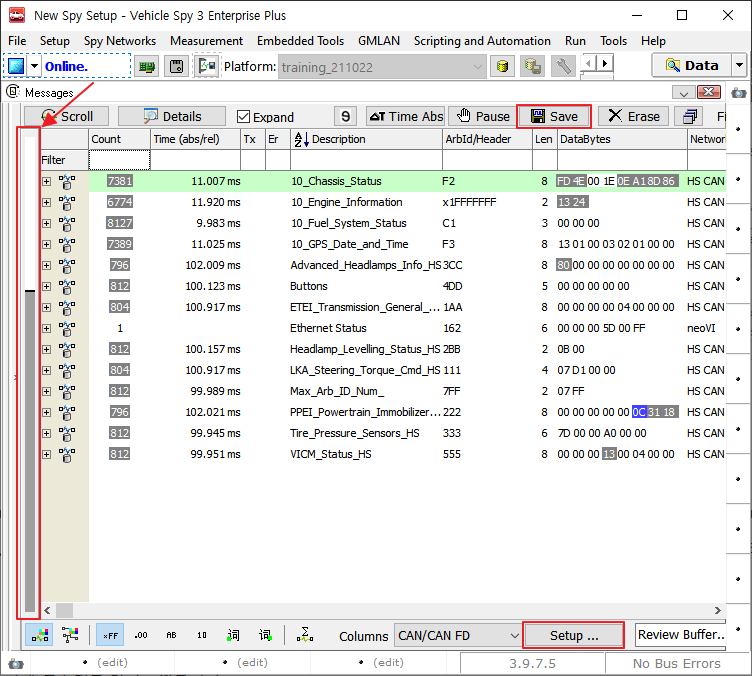 New Spy Setup - Vehicle Spy 3 Enterprise Plus
File Setup Spy Networks Measurement Embedded Tools GMLAN Scripting and Automation Run Tools Help
Online. Platform: training_211022 Data
Messages
Scroll Details Expand 9 ΔT Time Abs Pause Save Erase Fi
Count Time (abs/rel) Tx Er AZ Description ArbId/Header Len DataBytes Network
Filter
7381 11.007 ms 10_Chassis_Status F2 8 FD 4E 00 1E 0E A1 8D 86 HS CAN
6774 11.920 ms 10_Engine_Information x1FFFFFFF 2 13 24 HS CAN
8127 9.983 ms 10_Fuel_System_Status C1 3 00 00 00 HS CAN
7389 11.025 ms 10_GPS_Date_and_Time F3 8 13 01 00 03 02 01 00 00 HS CAN
796 102.009 ms Advanced_Headlamps_Info_HS 3CC 8 80 00 00 00 00 00 00 00 HS CAN
812 100.123 ms Buttons 4DD 5 00 00 00 00 00 HS CAN
804 100.917 ms ETEI_Transmission_General_... 1AA 8 00 00 00 00 00 04 00 00 00 HS CAN
1 Ethernet Status 162 6 00 00 00 5D 00 FF neoVI
812 100.157 ms Headlamp_Levelling_Status_HS 2BB 2 0B 00 HS CAN
804 100.917 ms LKA_Steering_Torque_Cmd_HS 111 4 07 D1 00 00 HS CAN
812 99.989 ms Max_Arb_ID_Num_ 7FF 2 07 FF HS CAN
796 102.021 ms PPEI_Powertrain_Immobilizer... 222 8 00 00 00 00 00 0C 31 18 HS CAN
812 99.945 ms Tire_Pressure_Sensors_HS 333 6 7D 00 00 A0 00 00 HS CAN
812 99.951 ms VICM_Status_HS 555 8 00 00 00 13 00 04 00 00 HS CAN
xFF .00 AB 10 Columns CAN/CAN FD Setup ... Review Buffer..
(edit) (edit) (edit) 3.9.7.5 No Bus Errors